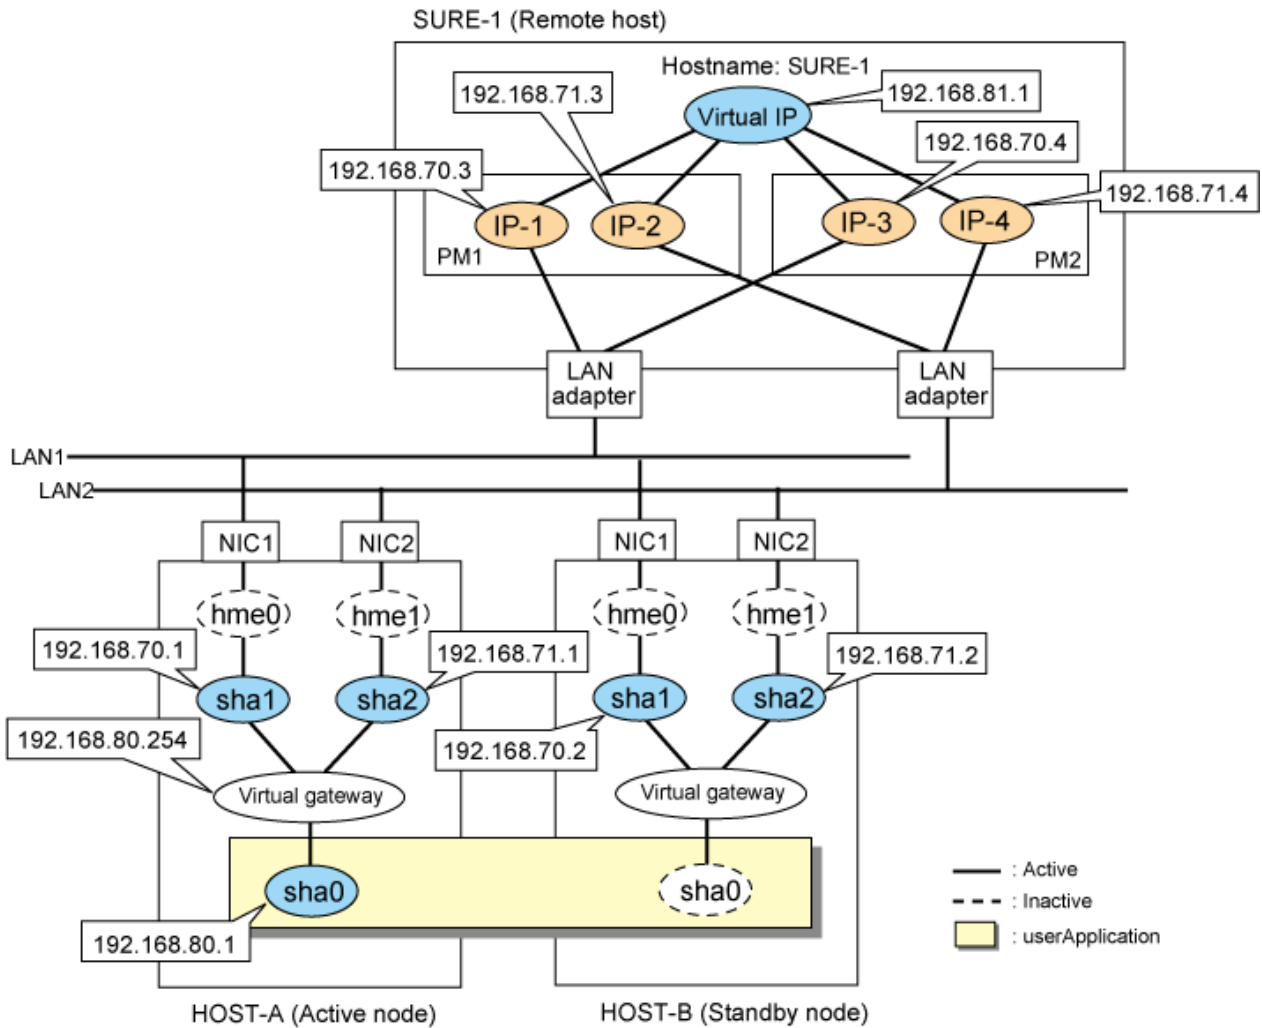 SURE-1 (Remote host)
Hostname: SURE-1
192.168.71.3
192.168.81.1
Virtual IP
192.168.70.4
192.168.70.3
192.168.71.4
IP-1
IP-2
IP-3
IP-4
PM1
PM2
LAN
adapter
LAN
adapter
LAN1
LAN2
NIC1
NIC2
NIC1
NIC2
hme0
hme1
hme0
hme1
192.168.70.1
192.168.71.1
192.168.71.2
sha1
sha2
sha1
sha2
192.168.80.254
192.168.70.2
Virtual gateway
Virtual gateway
sha0
sha0
192.168.80.1
: Active
: Inactive
: userApplication
HOST-A (Active node)
HOST-B (Standby node)